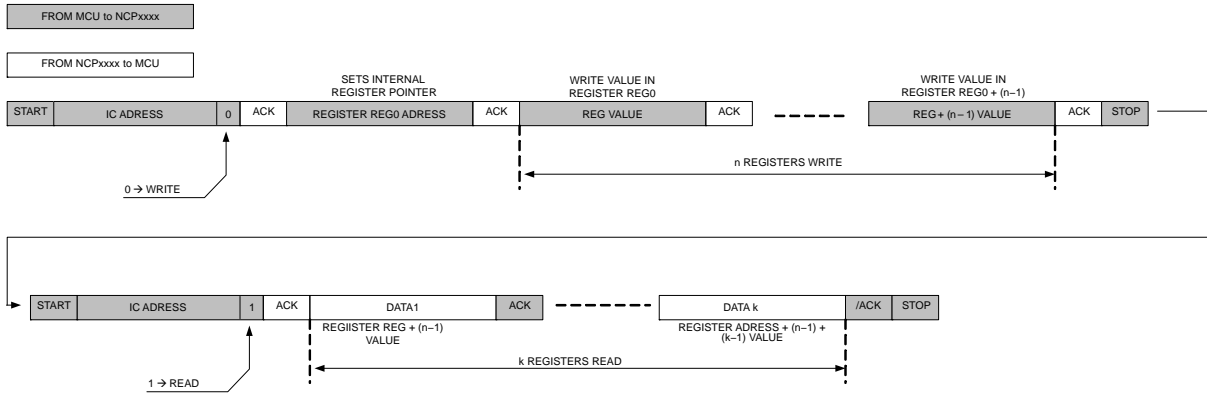 FROM MCU to NCPxxxx
FROM NCPxxxx to MCU
SETS INTERNAL
REGISTER POINTER
WRITE VALUE IN
REGISTER REG0
WRITE VALUE IN
REGISTER REG0 + (n−1)
START IC ADRESS 0 ACK REGISTER REG0 ADRESS ACK REG VALUE ACK REG + (n − 1) VALUE ACK STOP
n REGISTERS WRITE
0 → WRITE
START IC ADRESS 1 ACK DATA1 ACK DATA k /ACK STOP
REGIISTER REG + (n−1)
VALUE
REGISTER ADRESS + (n−1) +
(k−1) VALUE
k REGISTERS READ
1 → READ